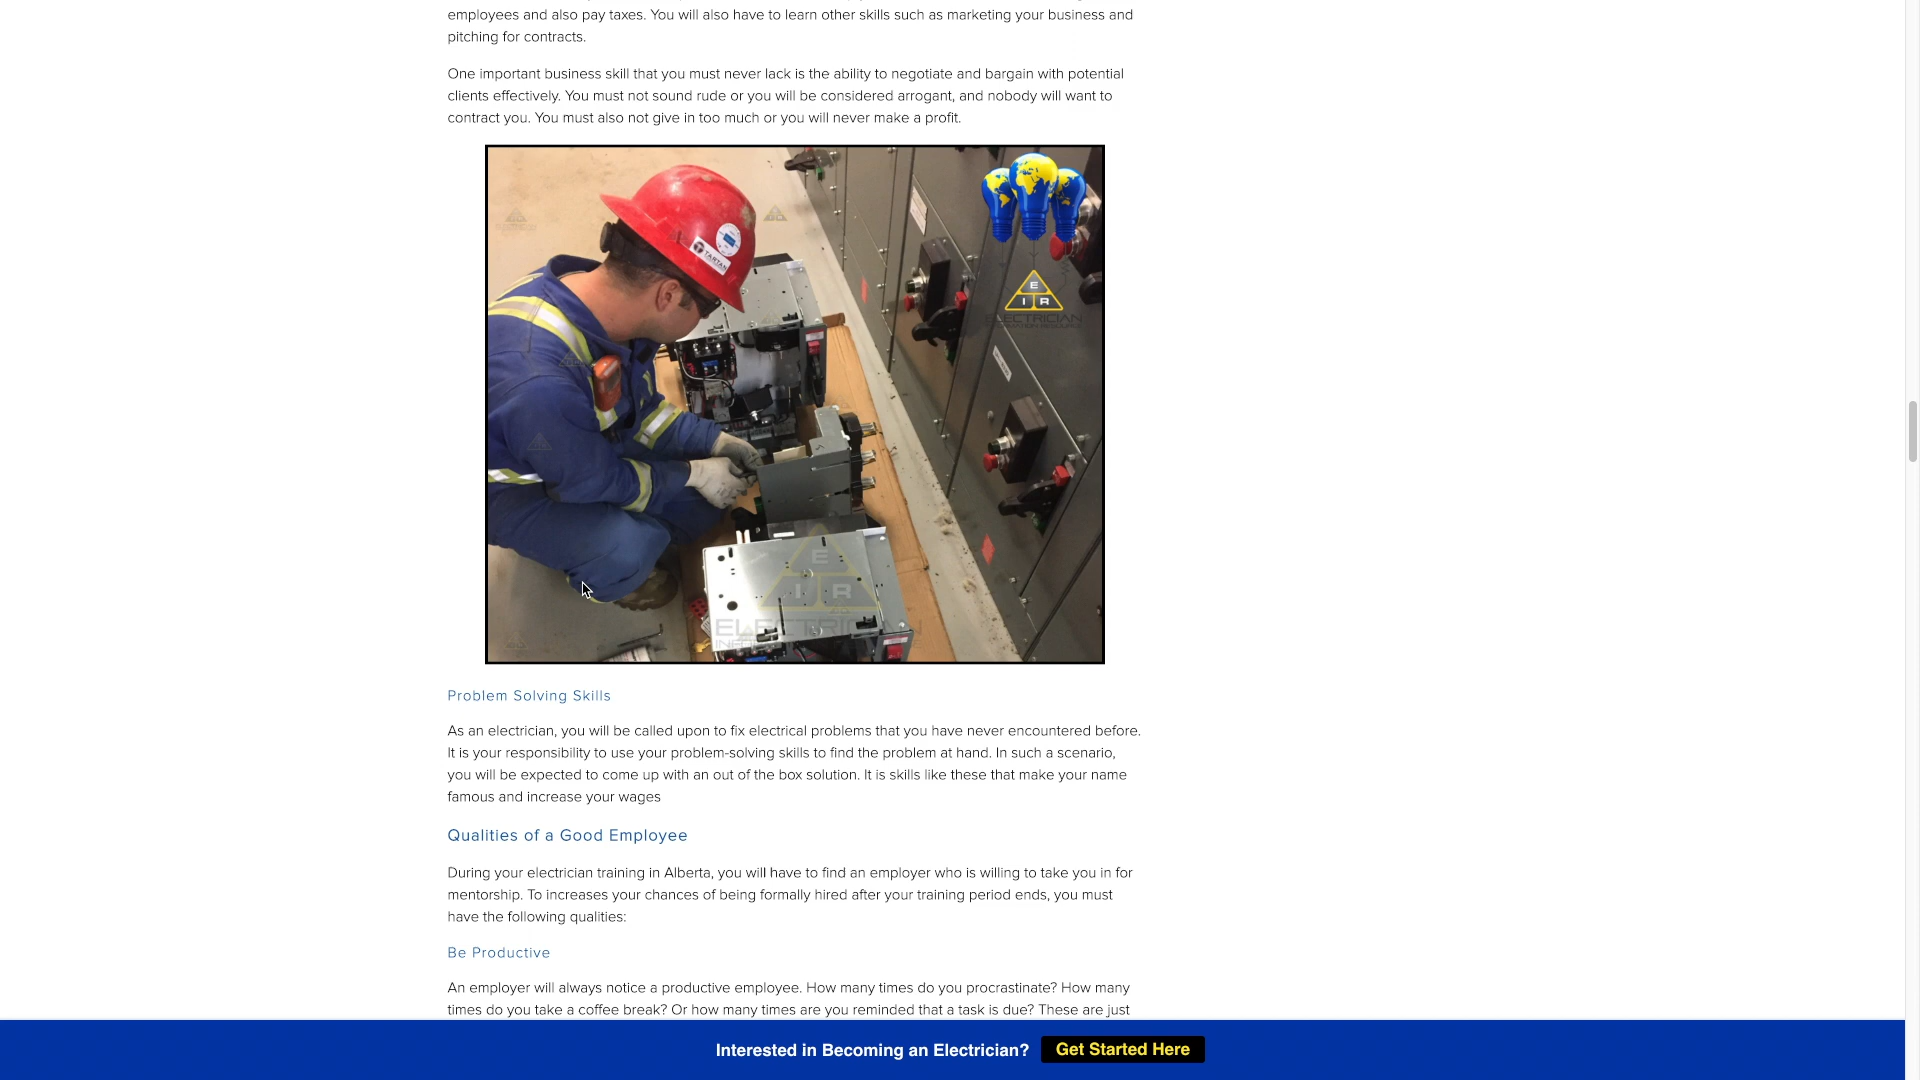 employees and also pay taxes. You will also have to learn other skills such as marketing your business and
pitching for contracts.
One important business skill that you must never lack is the ability to negotiate and bargain with potential
clients effectively. You must not sound rude or you will be considered arrogant, and nobody will want to
contract you. You must also not give in too much or you will never make a profit.
TARTAN
E
I R
ELECTRICIAN
INFORMATION RESOURCE
E
I R
ELECTRICIAN
Problem Solving Skills
As an electrician, you will be called upon to fix electrical problems that you have never encountered before.
It is your responsibility to use your problem-solving skills to find the problem at hand. In such a scenario,
you will be expected to come up with an out of the box solution. It is skills like these that make your name
famous and increase your wages
Qualities of a Good Employee
During your electrician training in Alberta, you will have to find an employer who is willing to take you in for
mentorship. To increases your chances of being formally hired after your training period ends, you must
have the following qualities:
Be Productive
An employer will always notice a productive employee. How many times do you procrastinate? How many
times do you take a coffee break? Or how many times are you reminded that a task is due? These are just
Interested in Becoming an Electrician? Get Started Here